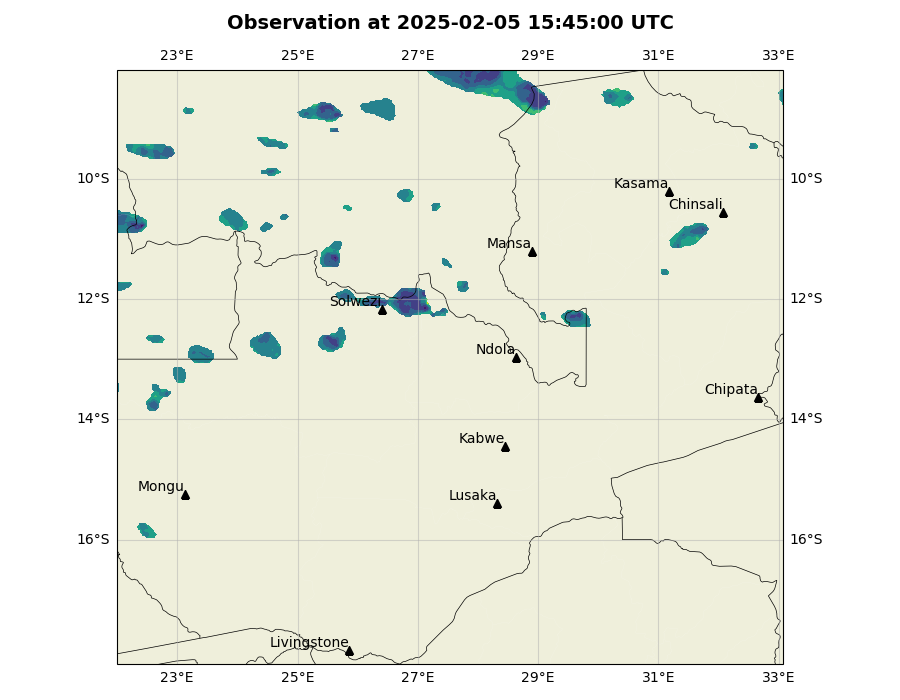 Observation at 2025-02-05 15:45:00 UTC
23°E 25°E 27°E 29°E 31°E 33°E
10°S 10°S
Kasama
Chinsali
Mansa
12°S 12°S
Solwezi
Ndola
Chipata
14°S 14°S
Kabwe
Mongu
Lusaka
16°S 16°S
Livingstone
23°E 25°E 27°E 29°E 31°E 33°E